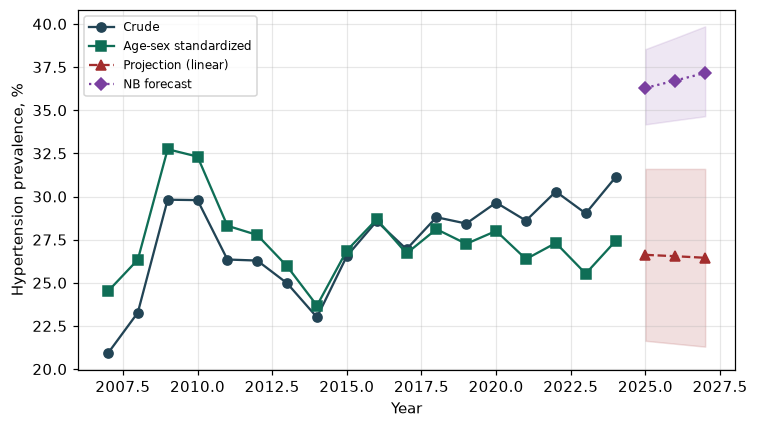 Crude
Age-sex standardized
Projection (linear)
NB forecast
Hypertension prevalence, %
40.0
37.5
35.0
32.5
30.0
27.5
25.0
22.5
20.0
2007.5 2010.0 2012.5 2015.0 2017.5 2020.0 2022.5 2025.0 2027.5
Year